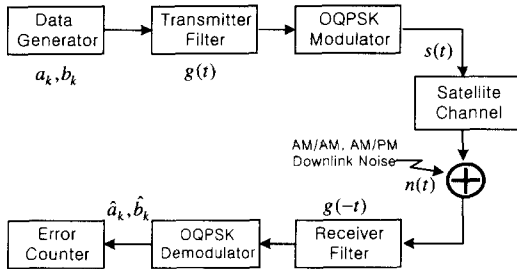 Data
Generator
Transmitter
Filter
OQPSK
Modulator
a_k, b_k
g(t)
s(t)
Satellite
Channel
AM/AM, AM/PM
Downlink Noise
n(t)
g(-t)
â_k, b̂_k
Error
Counter
OQPSK
Demodulator
Receiver
Filter